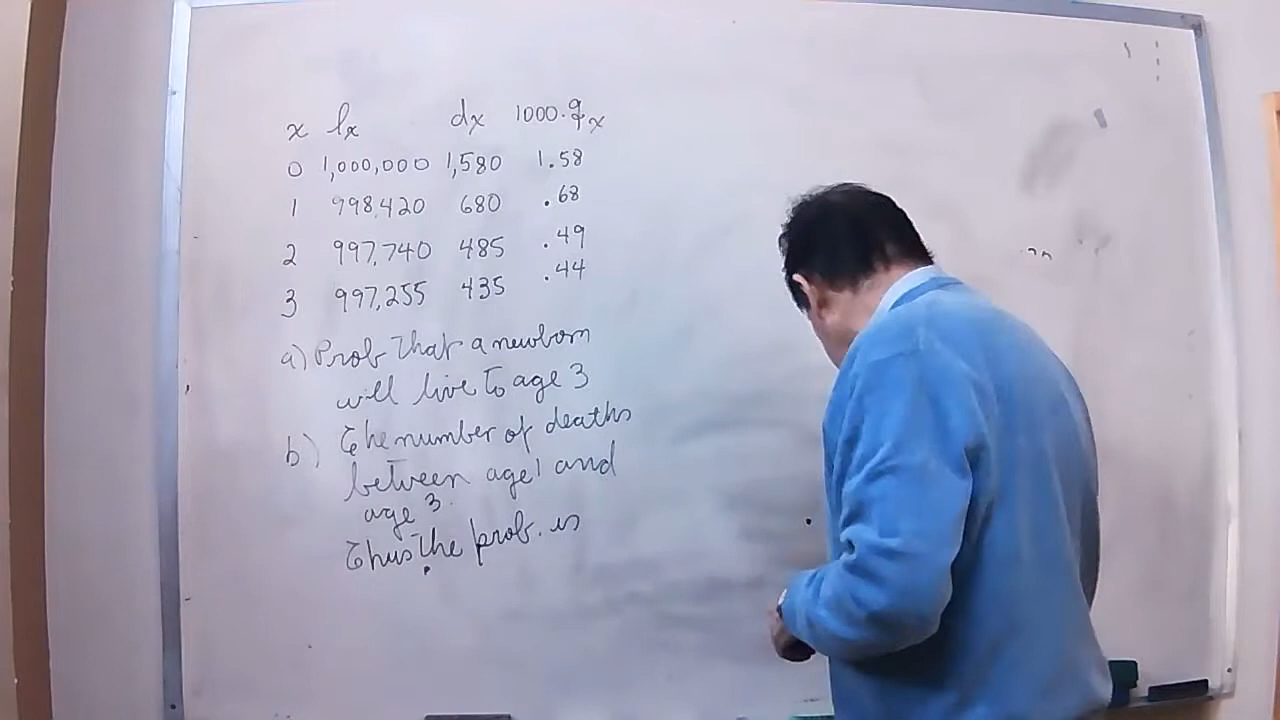 x lx dx 1000.qx
0 1,000,000 1,580 1.58
1 998,420 680 .68
2 997,740 485 .49
3 997,255 435 .44
a) Prob that a newborn
will live to age 3
b) The number of deaths
between age 1 and
age 3.
Thus the prob. is